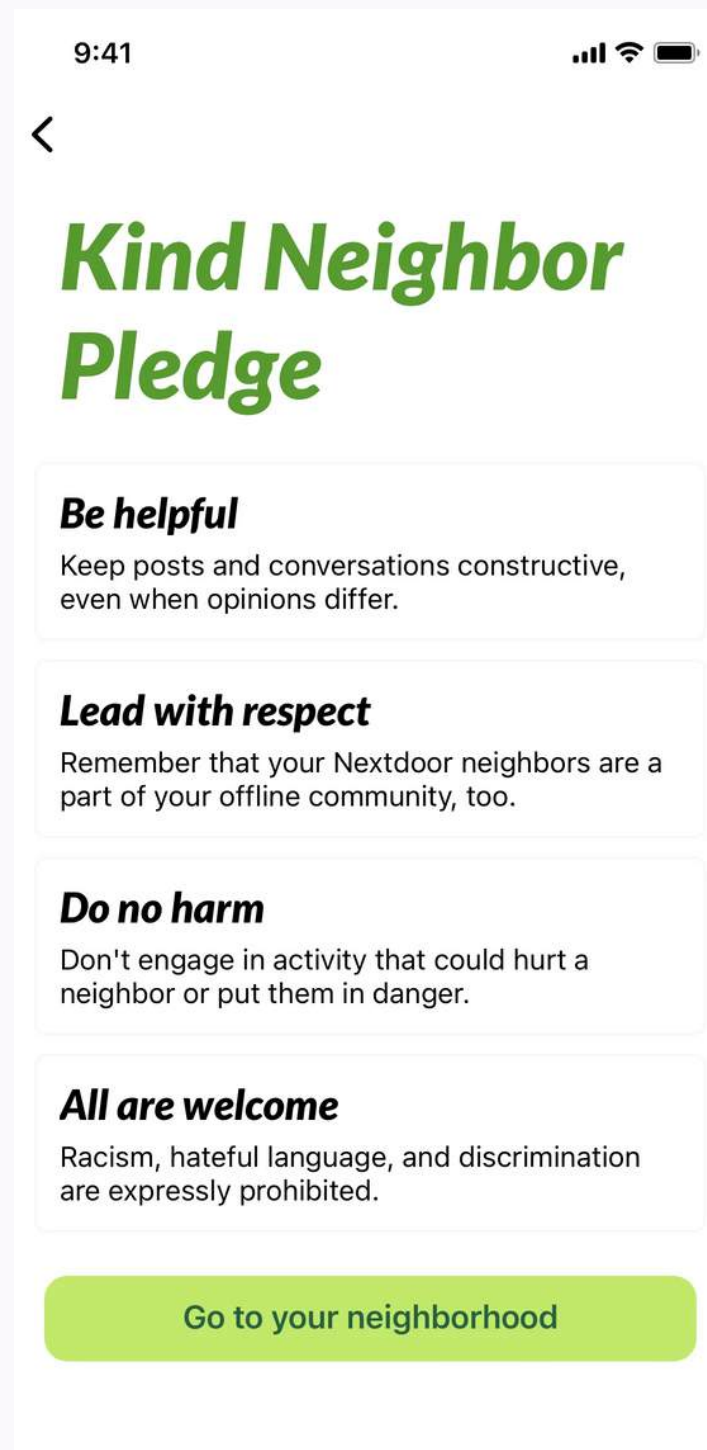 9:41
Kind Neighbor
Pledge
Be helpful
Keep posts and conversations constructive,
even when opinions differ.
Lead with respect
Remember that your Nextdoor neighbors are a
part of your offline community, too.
Do no harm
Don't engage in activity that could hurt a
neighbor or put them in danger.
All are welcome
Racism, hateful language, and discrimination
are expressly prohibited.
Go to your neighborhood